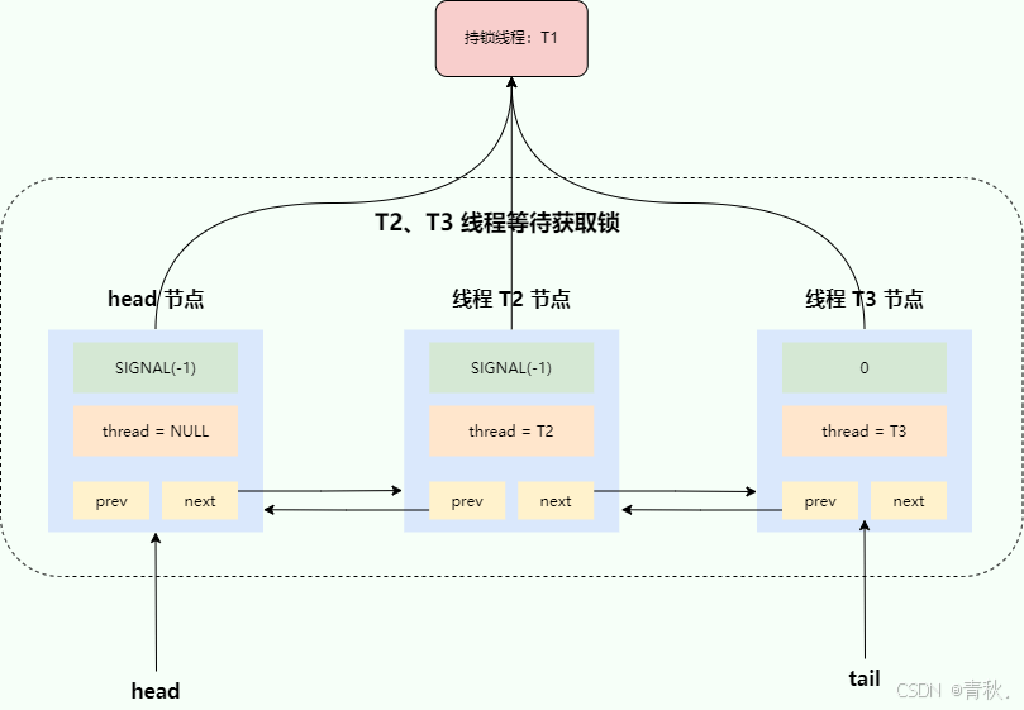 持锁线程：T1
T2、T3 线程等待获取锁
head 节点
线程 T2 节点
线程 T3 节点
SIGNAL(-1)
SIGNAL(-1)
0
thread = NULL
thread = T2
thread = T3
prev
next
prev
next
prev
next
head
tail
CSDN @青秋.